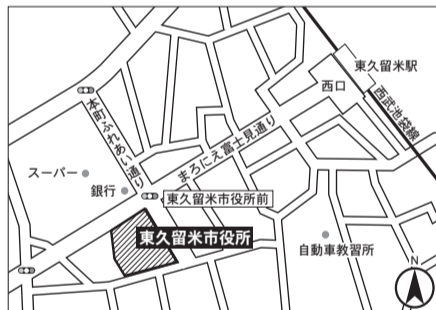 東久留米駅
西口
西武池袋線
本町ふれあい通り
まろにえ富士見通り
スーパー
銀行
東久留米市役所前
東久留米市役所
自動車教習所
N